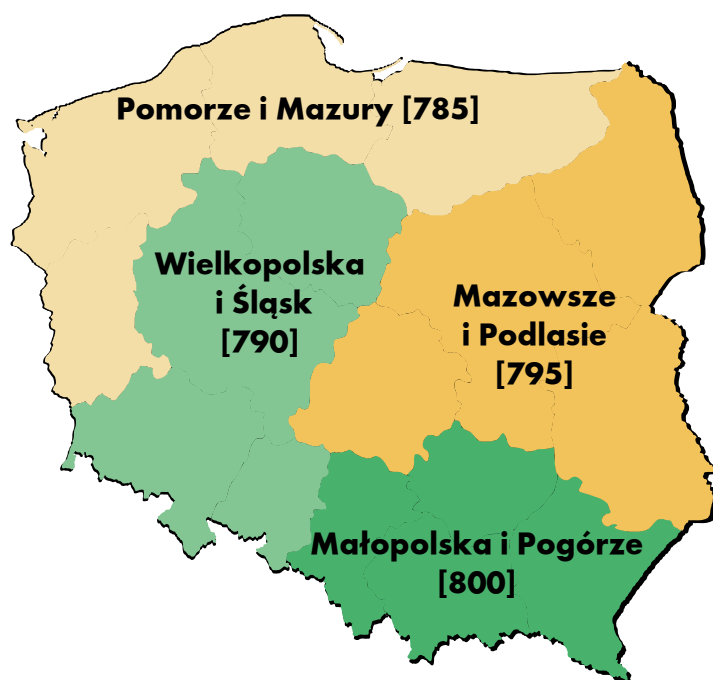 Pomorze i Mazury [785]
Wielkopolska
i Śląsk
[790]
Mazowsze
i Podlasie
[795]
Małopolska i Pogórze
[800]